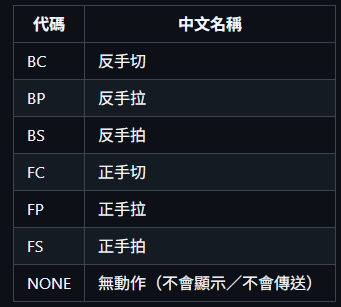 代碼 中文名稱
BC 反手切
BP 反手拉
BS 反手拍
FC 正手切
FP 正手拉
FS 正手拍
NONE 無動作（不會顯示／不會傳送）